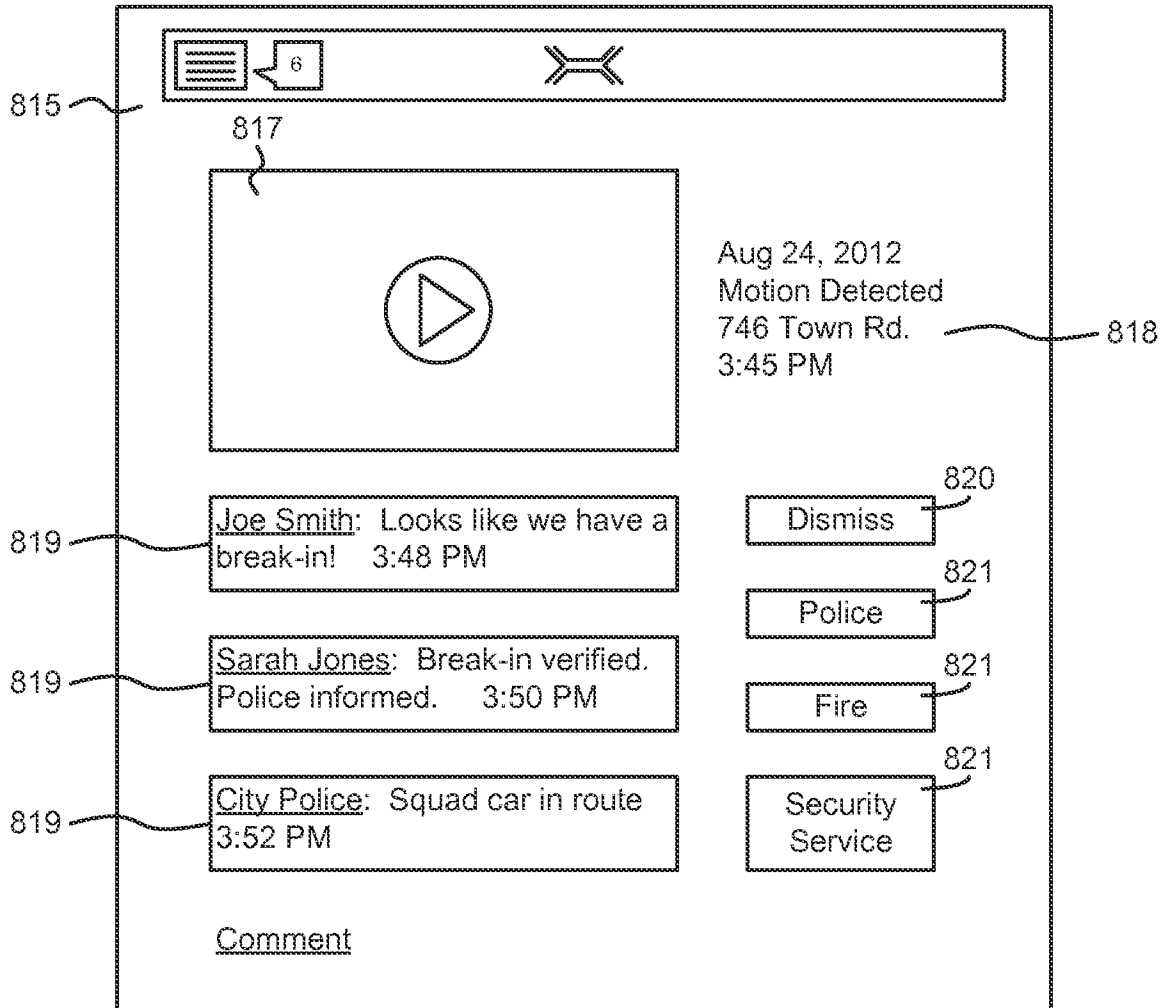 6
815
817
Aug 24, 2012
Motion Detected
746 Town Rd.
3:45 PM
818
819
Joe Smith: Looks like we have a
break-in! 3:48 PM
Dismiss
820
Police
821
819
Sarah Jones: Break-in verified.
Police informed. 3:50 PM
Fire
821
819
City Police: Squad car in route
3:52 PM
Security
Service
821
Comment